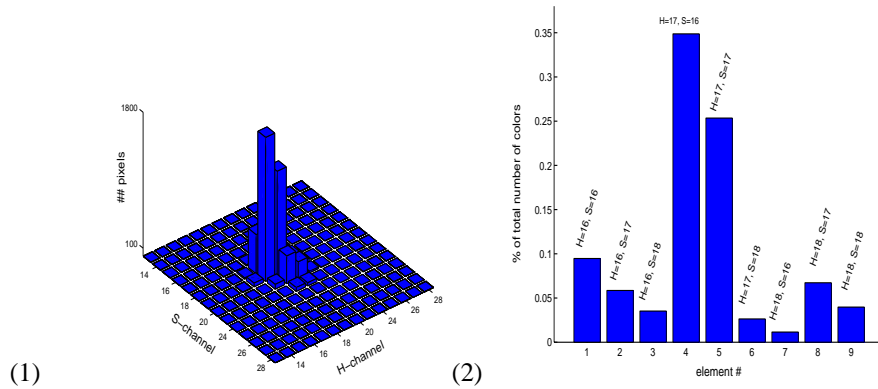 (1)
1800
100
## pixels
14
16
18
20
22
24
26
28
S-channel
14
16
18
20
22
24
26
28
H-channel
(2)
%
0.35
0.3
0.25
0.2
0.15
0.1
0.05
0
% of total number of colors
H=16, S=16
H=16, S=17
H=16, S=18
H=17, S=16
H=17, S=17
H=17, S=18
H=18, S=16
H=18, S=17
H=18, S=18
1 2 3 4 5 6 7 8 9
element #